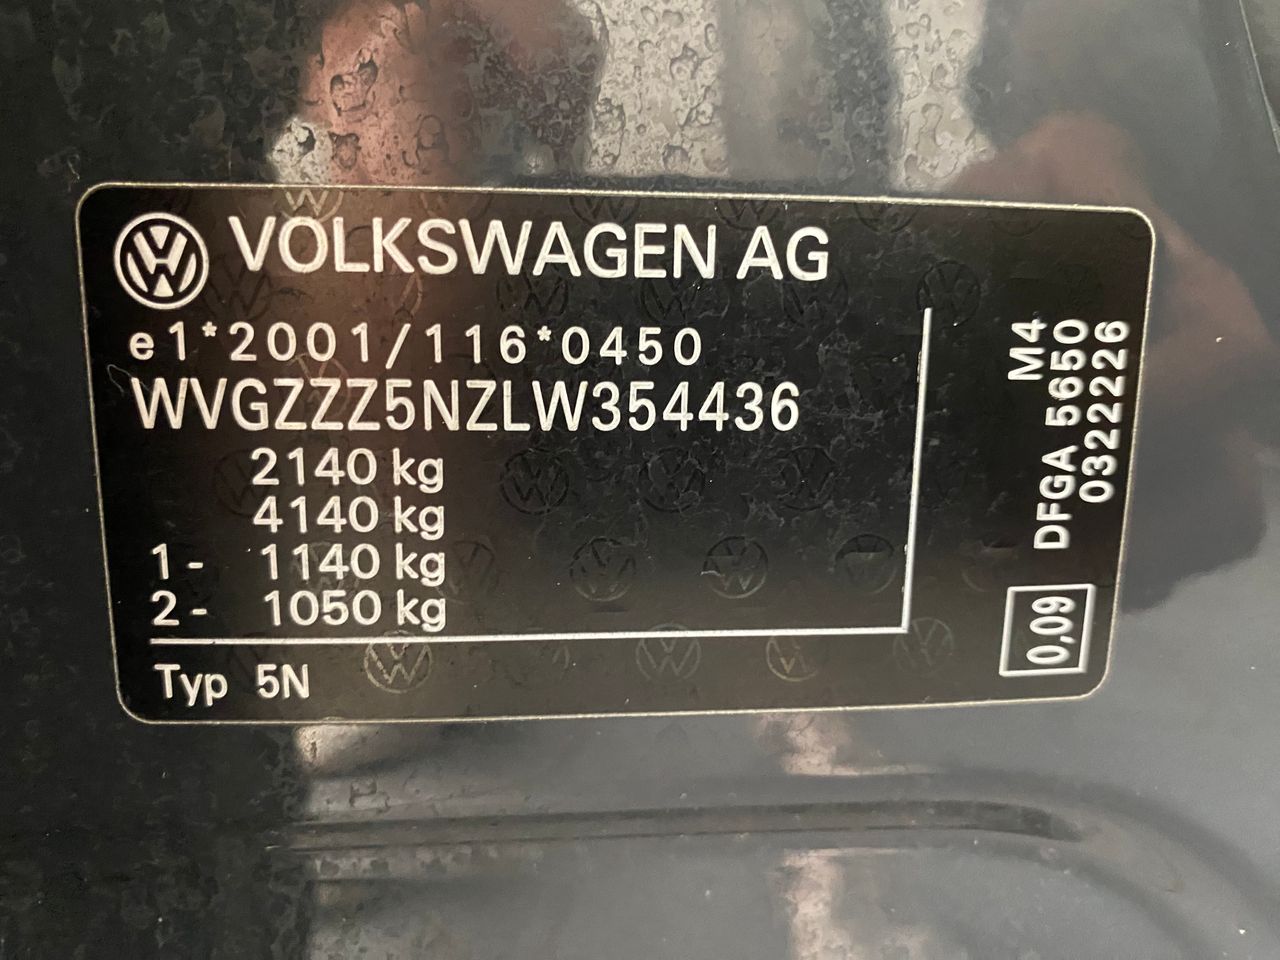 VOLKSWAGEN AG
e1*2001/116*0450
WVGZZZ5NZLW354436
2140 kg
4140 kg
1- 1140 kg
2- 1050 kg
Typ 5N
M4
DFGA 5650
0322226
0,09